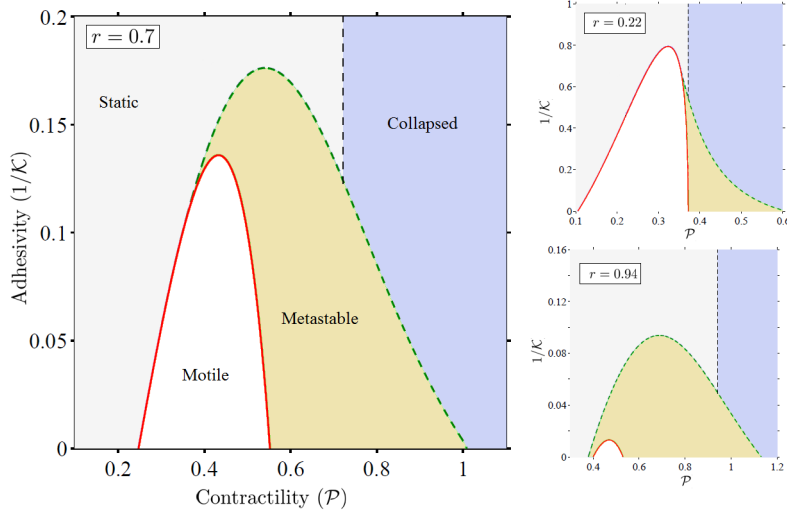 0.2
r = 0.7
Static
Collapsed
0.15
Adhesivity (1/𝒦)
0.1
Metastable
0.05
Motile
0
0.2 0.4 0.6 0.8 1
Contractility (𝒫)
1
r = 0.22
0.8
0.6
1/𝒦
0.4
0.2
0
0.1 0.2 0.3 0.4 0.5 0.6
𝒫
0.16
r = 0.94
0.12
1/𝒦
0.08
0.04
0
0.4 0.6 0.8 1 1.2
𝒫